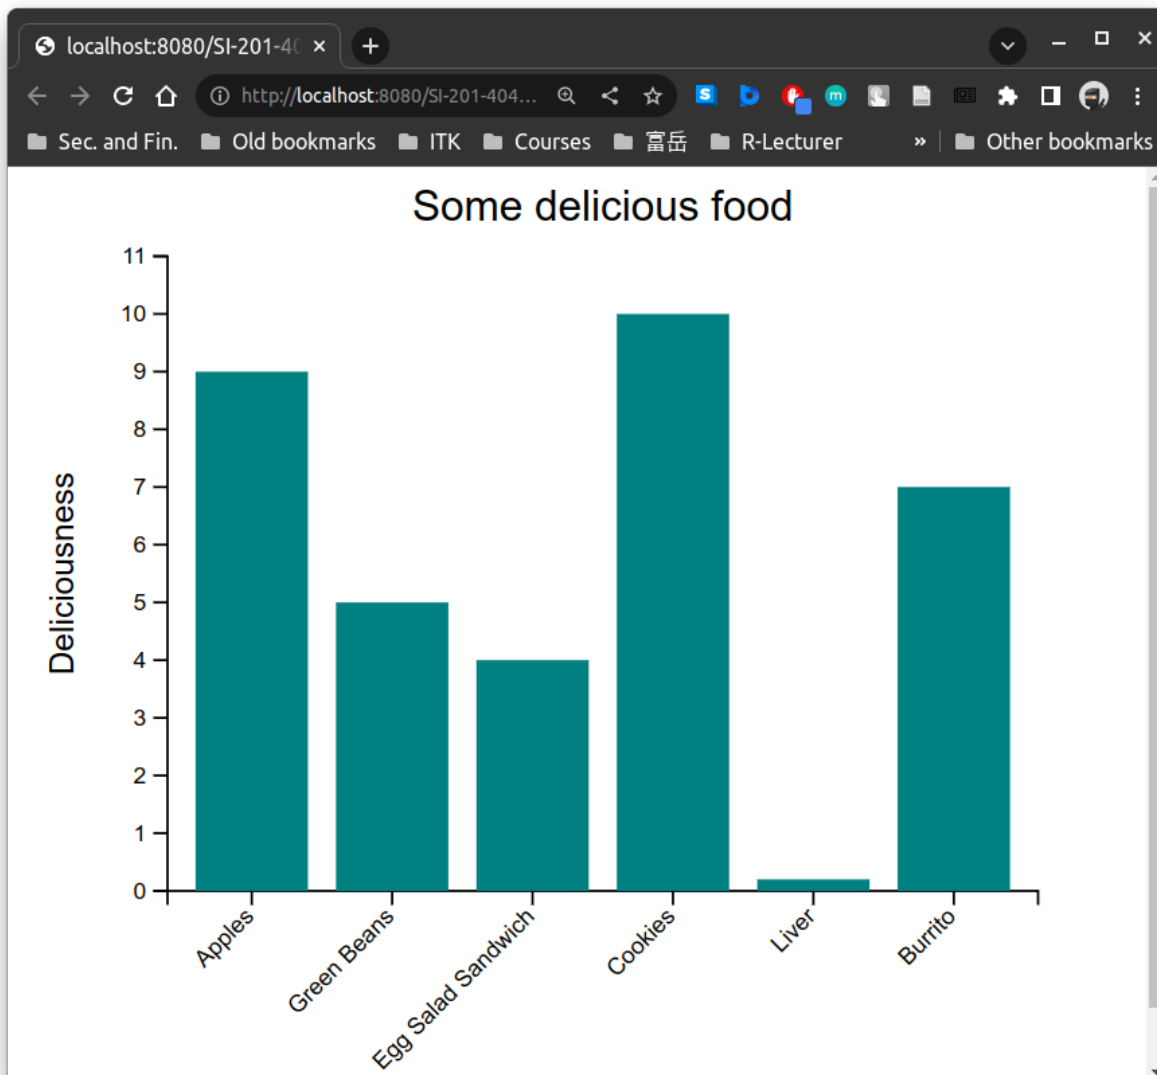 localhost:8080/SI-201-40
http://localhost:8080/SI-201-404...
S
m
Sec. and Fin.
Old bookmarks
ITK
Courses
富岳
R-Lecturer
»
Other bookmarks
Some delicious food
Deliciousness
11
10
9
8
7
6
5
4
3
2
1
0
Apples
Green Beans
Egg Salad Sandwich
Cookies
Liver
Burrito